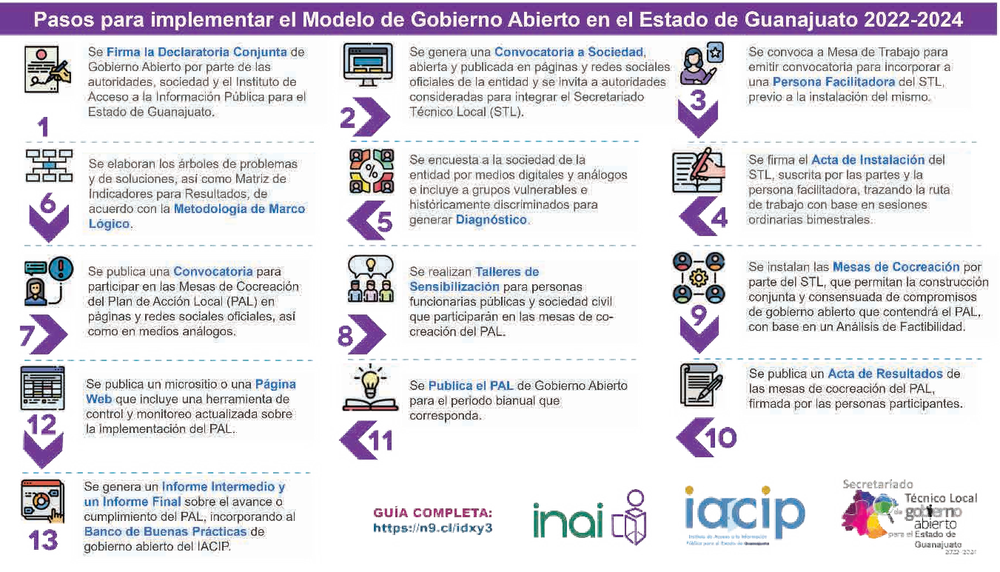 Pasos para implementar el Modelo de Gobierno Abierto en el Estado de Guanajuato 2022-2024
Se Firma la Declaratoria Conjunta de
Gobierno Abierto por parte de las
autoridades, sociedad y el Instituto de
Acceso a la Información Pública para el
Estado de Guanajuato.
1
Se genera una Convocatoria a Sociedad,
abierta y publicada en páginas y redes sociales
oficiales de la entidad y se invita a autoridades
consideradas para integrar el Secretariado
Técnico Local (STL).
2
Se convoca a Mesa de Trabajo para
emitir convocatoria para incorporar a
una Persona Facilitadora del STL,
previo a la instalación del mismo.
3
Se firma el Acta de Instalación del
STL, suscrita por las partes y la
persona facilitadora, trazando la ruta
de trabajo con base en sesiones
ordinarias bimestrales.
4
Se encuesta a la sociedad de la
entidad por medios digitales y análogos
e incluye a grupos vulnerables e
históricamente discriminados para
generar Diagnóstico.
%
5
Se elaboran los árboles de problemas
y de soluciones, así como Matriz de
Indicadores para Resultados, de
acuerdo con la Metodología de Marco
Lógico.
6
Se publica una Convocatoria para
participar en las Mesas de Cocreación
del Plan de Acción Local (PAL) en
páginas y redes sociales oficiales, así
como en medios análogos.
7
Se realizan Talleres de
Sensibilización para personas
funcionarias públicas y sociedad civil
que participarán en las mesas de co-
creación del PAL.
8
Se instalan las Mesas de Cocreación por
parte del STL, que permitan la construcción
conjunta y consensuada de compromisos
de gobierno abierto que contendrá el PAL,
con base en un Análisis de Factibilidad.
9
Se publica un Acta de Resultados de
las mesas de cocreación del PAL,
firmada por las personas participantes.
10
Se Publica el PAL de Gobierno Abierto
para el periodo bianual que
corresponda.
11
Se publica un micrositio o una Página
Web que incluye una herramienta de
control y monitoreo actualizada sobre
la implementación del PAL.
12
Se genera un Informe Intermedio y
un Informe Final sobre el avance o
cumplimiento del PAL, incorporando al
Banco de Buenas Prácticas de
gobierno abierto del IACIP.
13
GUÍA COMPLETA:
https://n9.cl/idxy3
inai
iacip
Instituto de Acceso a la Información
Pública para el Estado de Guanajuato
Secretariado
Técnico Local
de gobierno
abierto
para el Estado de
Guanajuato
2022-2024